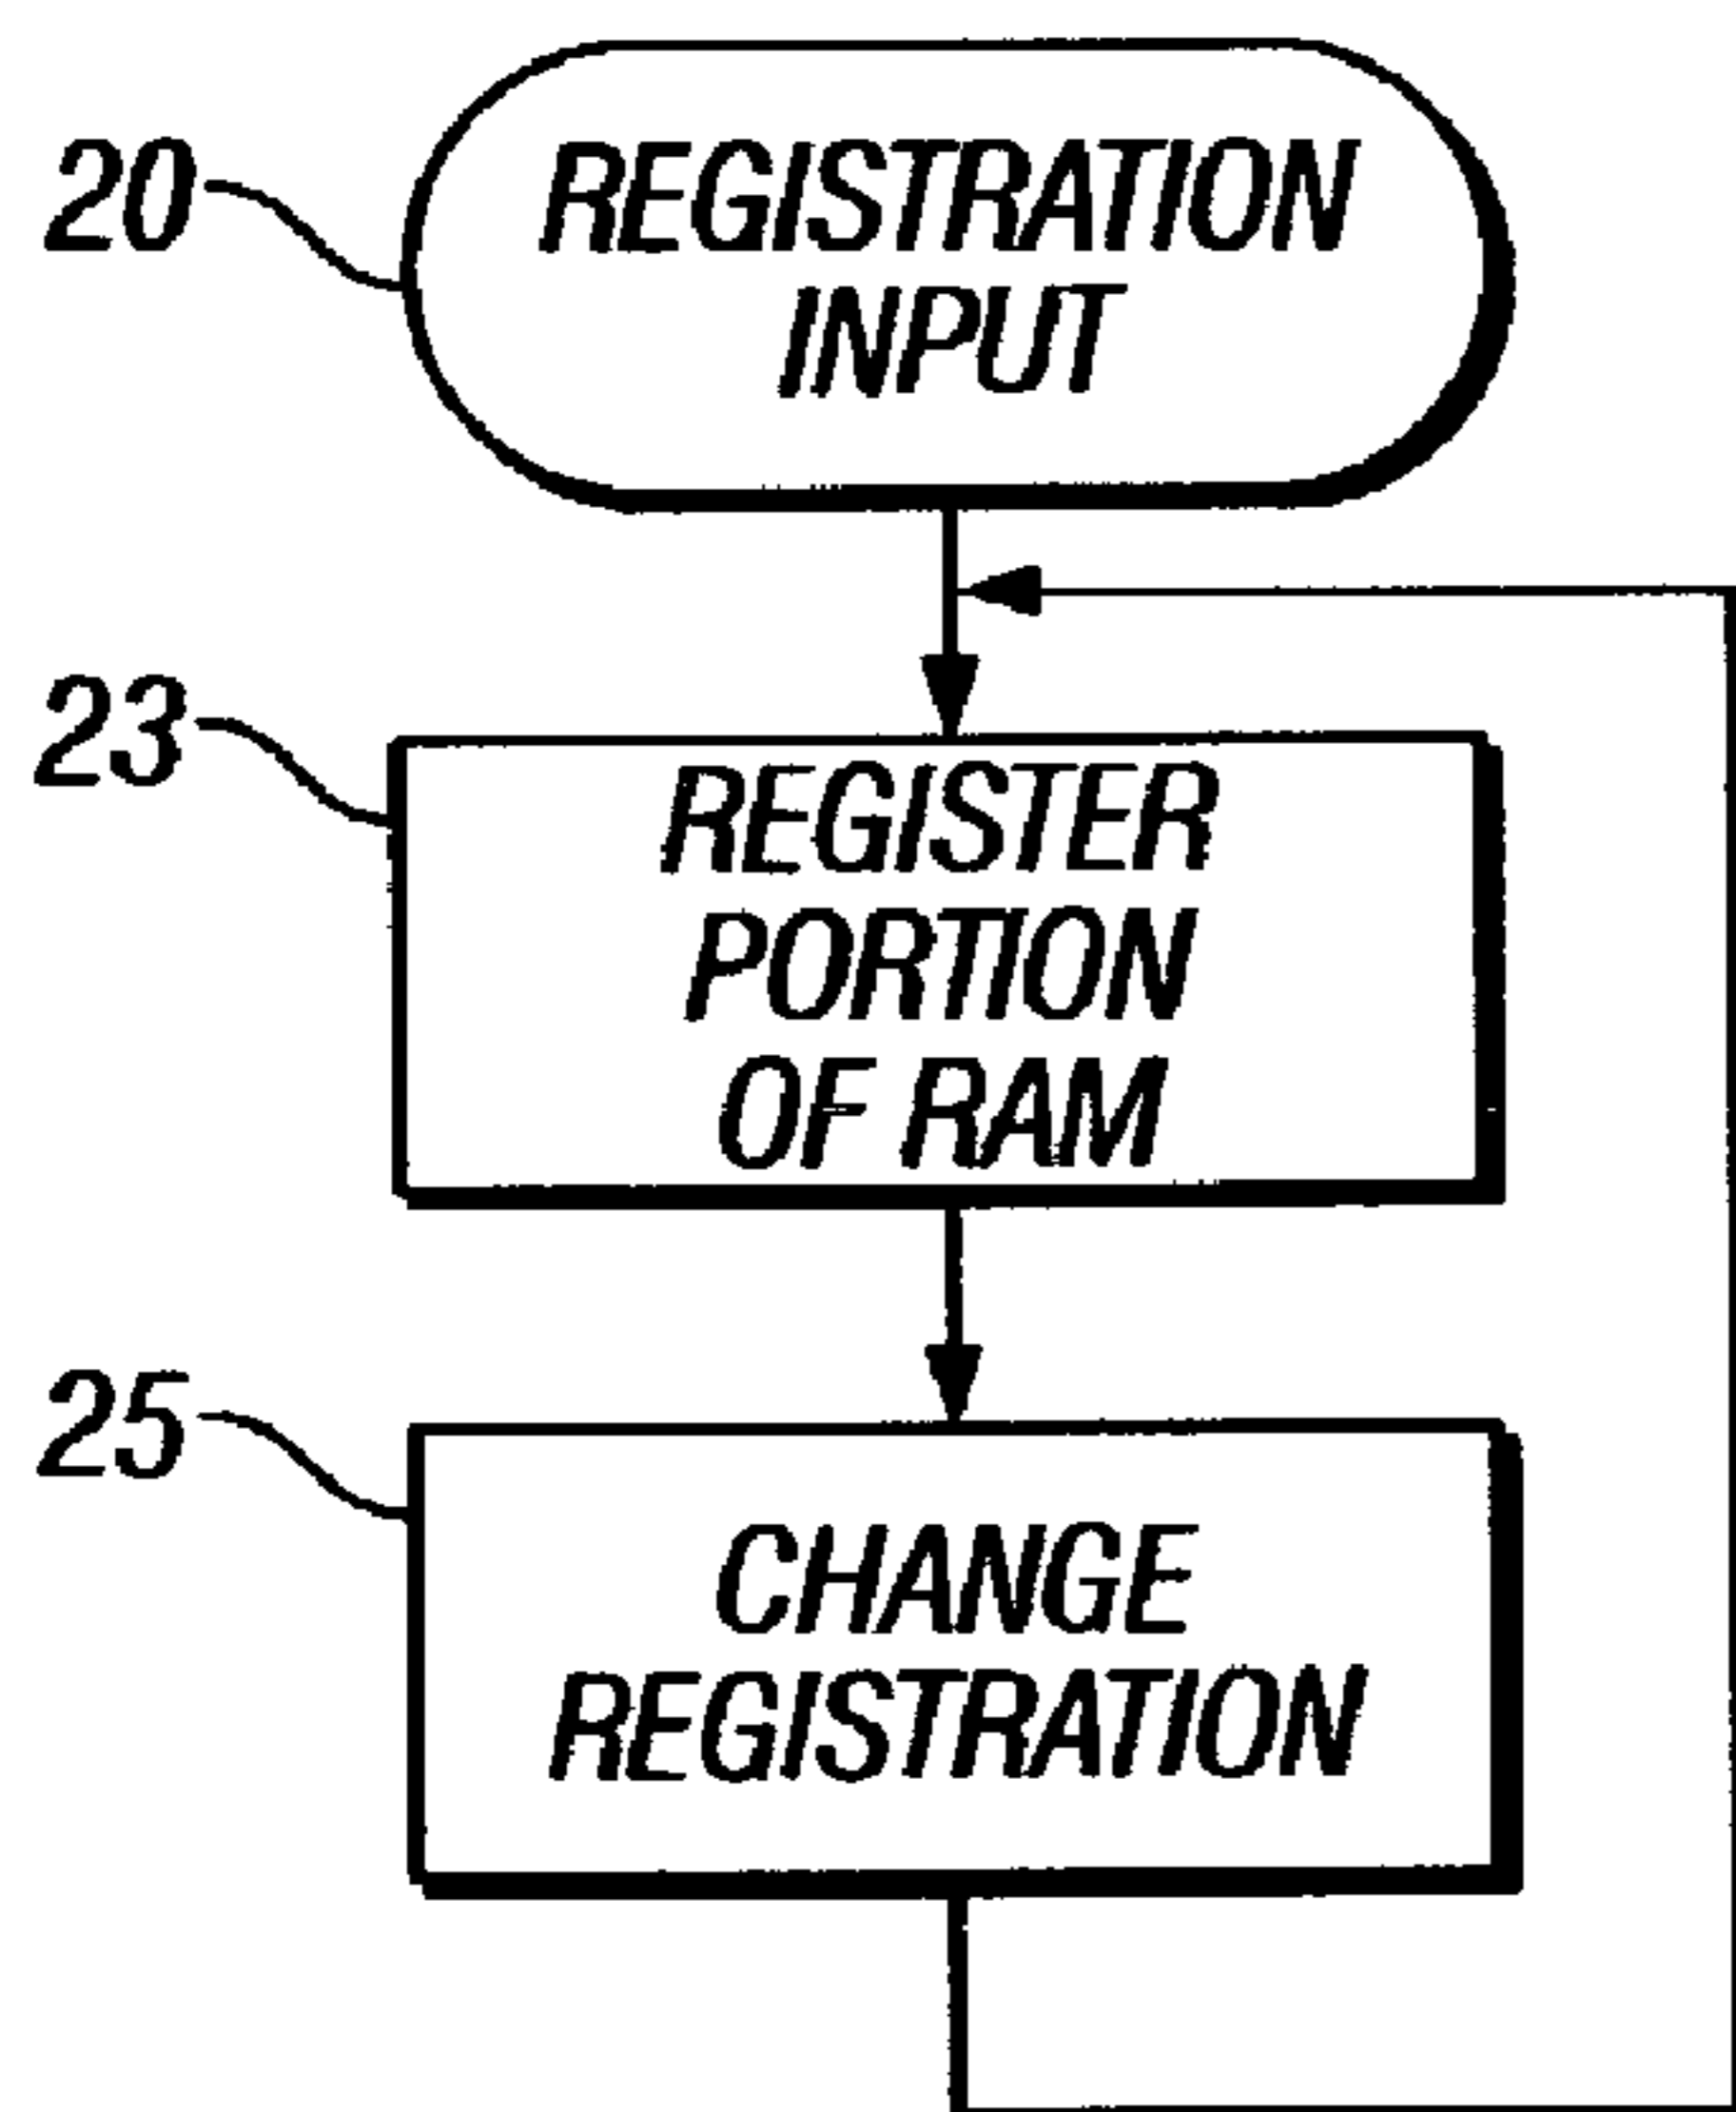 20
REGISTRATION
INPUT
23
REGISTER
PORTION
OF RAM
25
CHANGE
REGISTRATION